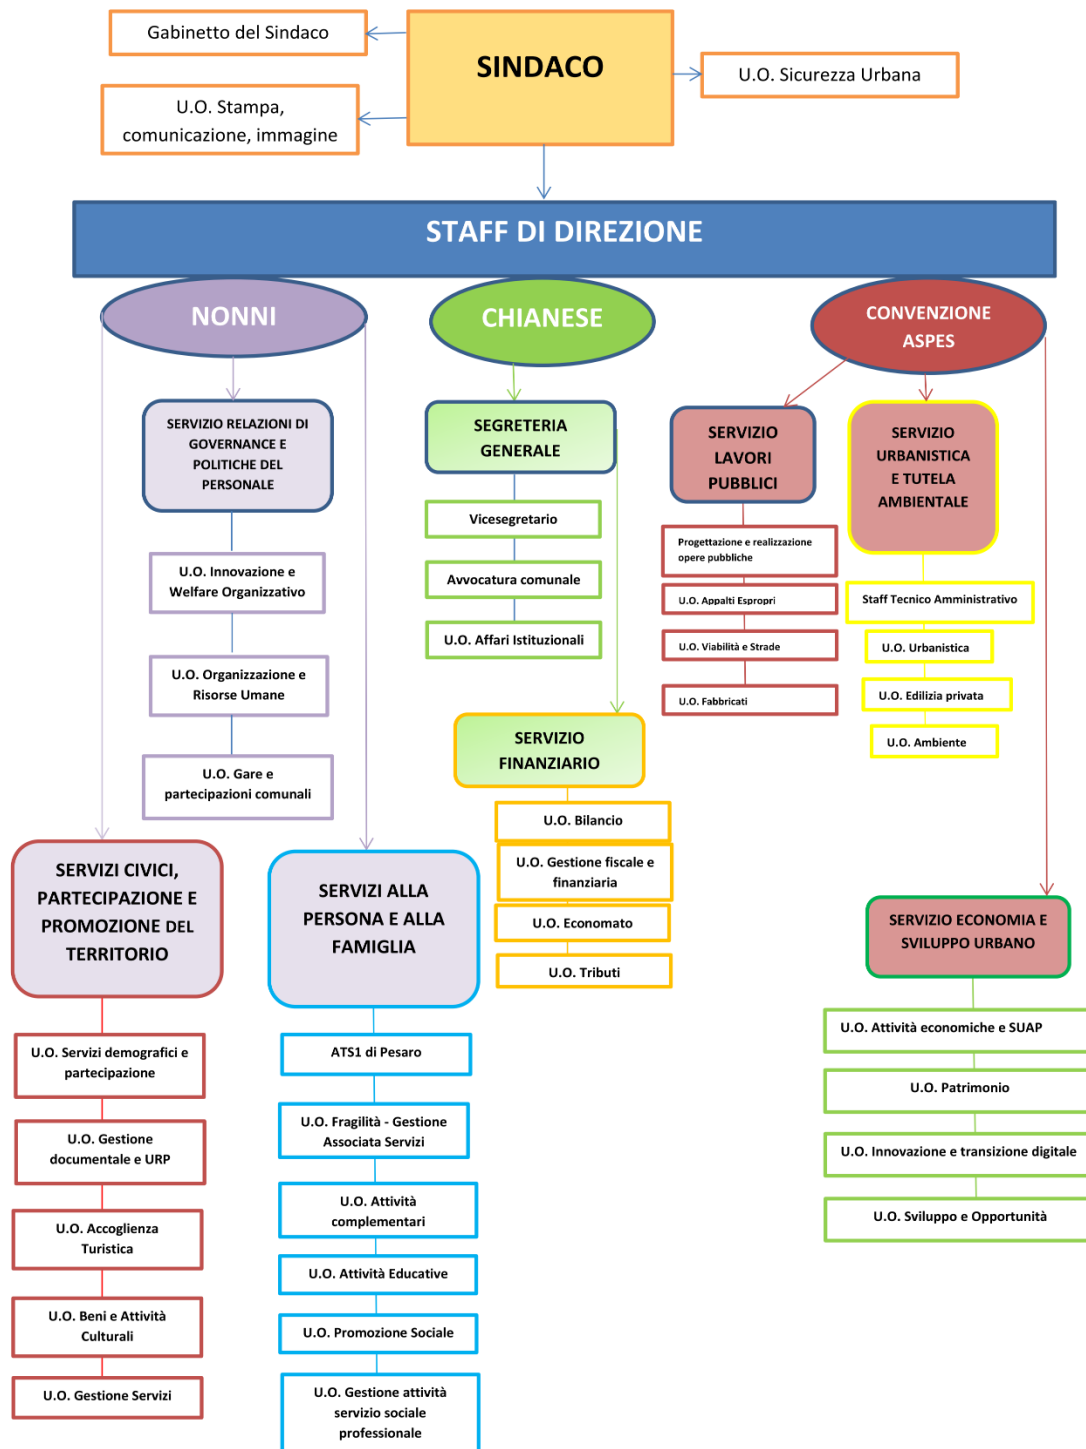 Gabinetto del Sindaco
SINDACO
U.O. Sicurezza Urbana
U.O. Stampa,
comunicazione, immagine
STAFF DI DIREZIONE
NONNI
CHIANESE
CONVENZIONE
ASPES
SERVIZIO RELAZIONI DI
GOVERNANCE E
POLITICHE DEL
PERSONALE
U.O. Innovazione e
Welfare Organizzativo
U.O. Organizzazione e
Risorse Umane
U.O. Gare e
partecipazioni comunali
SERVIZI CIVICI,
PARTECIPAZIONE E
PROMOZIONE DEL
TERRITORIO
U.O. Servizi demografici e
partecipazione
U.O. Gestione
documentale e URP
U.O. Accoglienza
Turistica
U.O. Beni e Attività
Culturali
U.O. Gestione Servizi
SERVIZI ALLA
PERSONA E ALLA
FAMIGLIA
ATS1 di Pesaro
U.O. Fragilità - Gestione
Associata Servizi
U.O. Attività
complementari
U.O. Attività Educative
U.O. Promozione Sociale
U.O. Gestione attività
servizio sociale
professionale
SEGRETERIA
GENERALE
Vicesegretario
Avvocatura comunale
U.O. Affari Istituzionali
SERVIZIO
FINANZIARIO
U.O. Bilancio
U.O. Gestione fiscale e
finanziaria
U.O. Economato
U.O. Tributi
SERVIZIO
LAVORI
PUBBLICI
Progettazione e realizzazione
opere pubbliche
U.O. Appalti Espropri
U.O. Viabilità e Strade
U.O. Fabbricati
SERVIZIO
URBANISTICA
E TUTELA
AMBIENTALE
Staff Tecnico Amministrativo
U.O. Urbanistica
U.O. Edilizia privata
U.O. Ambiente
SERVIZIO ECONOMIA E
SVILUPPO URBANO
U.O. Attività economiche e SUAP
U.O. Patrimonio
U.O. Innovazione e transizione digitale
U.O. Sviluppo e Opportunità